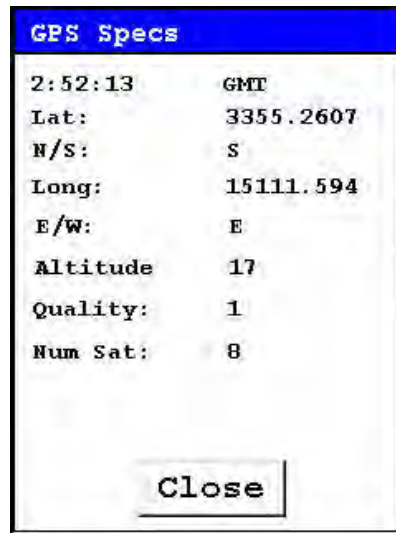 GPS Specs
2:52:13 GMT
Lat: 3355.2607
N/S: S
Long: 15111.594
E/W: E
Altitude 17
Quality: 1
Num Sat: 8
Close